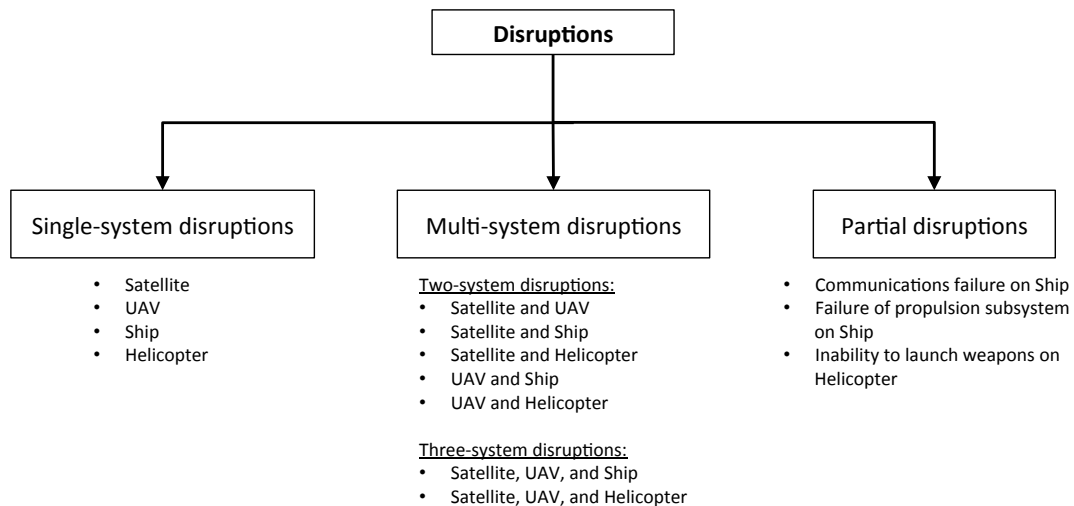 Disruptions
Single-system disruptions
• Satellite
• UAV
• Ship
• Helicopter
Multi-system disruptions
Two-system disruptions:
• Satellite and UAV
• Satellite and Ship
• Satellite and Helicopter
• UAV and Ship
• UAV and Helicopter
Three-system disruptions:
• Satellite, UAV, and Ship
• Satellite, UAV, and Helicopter
Partial disruptions
• Communications failure on Ship
• Failure of propulsion subsystem
on Ship
• Inability to launch weapons on
Helicopter